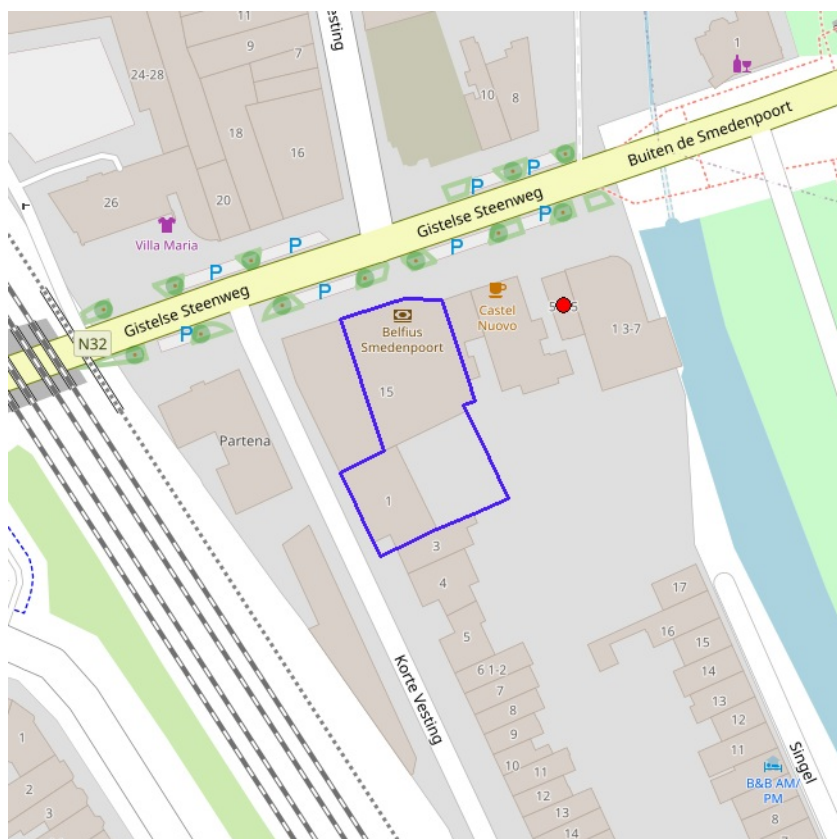 11
9
7
Vesting
24-28
10
8
1
18
16
Buiten de Smedenpoort
P
P
26
20
Gistelse Steenweg
P
Villa Maria
P
P
P
P
Gistelse Steenweg
P
Castel
Nuovo
N32
Belfius
Smedenpoort
1 3-7
15
Partena
1
3
4
17
5
16
15
6 1-2
14
7
13
8
12
Korte Vesting
9
11
10
11
Singel
12
B&B AM/
PM
13
8
14
1
2
3